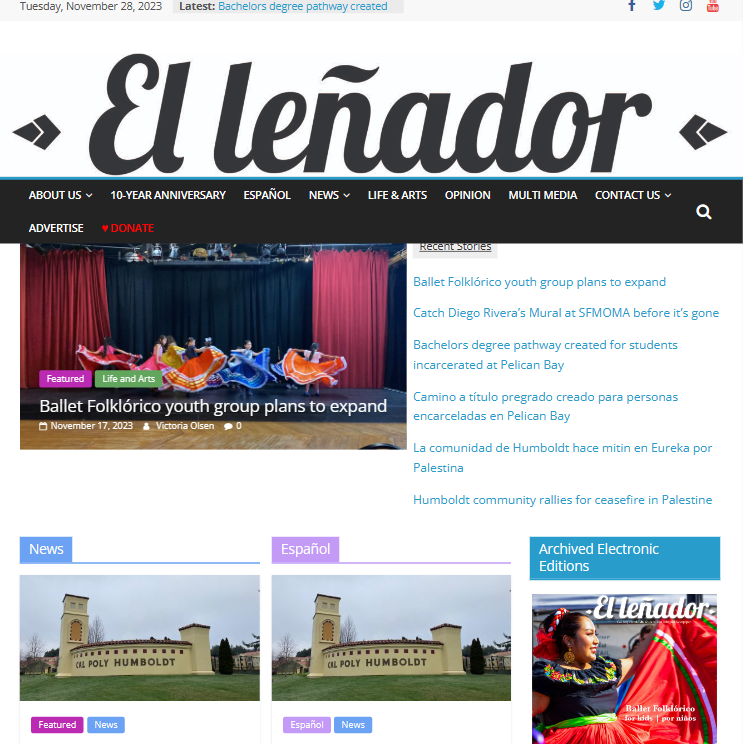 Tuesday, November 28, 2023
Latest: Bachelors degree pathway created
El leñador
ABOUT US
10-YEAR ANNIVERSARY
ESPAÑOL
NEWS
LIFE & ARTS
OPINION
MULTI MEDIA
CONTACT US
ADVERTISE
♥ DONATE
Featured
Life and Arts
Ballet Folklórico youth group plans to expand
November 17, 2023 Victoria Olsen 0
Recent Stories
Ballet Folklórico youth group plans to expand
Catch Diego Rivera's Mural at SFMOMA before it's gone
Bachelors degree pathway created for students
incarcerated at Pelican Bay
Camino a título pregrado creado para personas
encarceladas en Pelican Bay
La comunidad de Humboldt hace mitin en Eureka por
Palestina
Humboldt community rallies for ceasefire in Palestine
News
CAL POLY HUMBOLDT
Featured
News
Español
CAL POLY HUMBOLDT
Español
News
Archived Electronic
Editions
El leñador
Ballet Folklórico
for kids | por niños